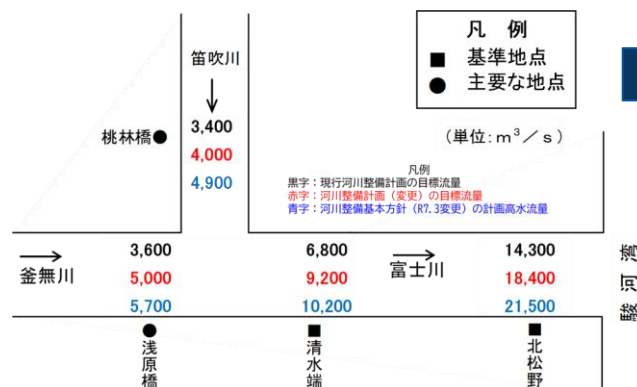 凡 例
■ 基準地点
● 主要な地点
笛吹川
↓
桃林橋●
3,400
4,000
4,900
（単位：m³／s）
凡例
黒字：現行河川整備計画の目標流量
赤字：河川整備計画（変更）の目標流量
青字：河川整備基本方針（R7.3変更）の計画高水流量
→
釜無川
3,600
5,000
5,700
6,800
9,200
10,200
→
富士川
14,300
18,400
21,500
駿河湾
●
浅原橋
■
清水端
■
北松野